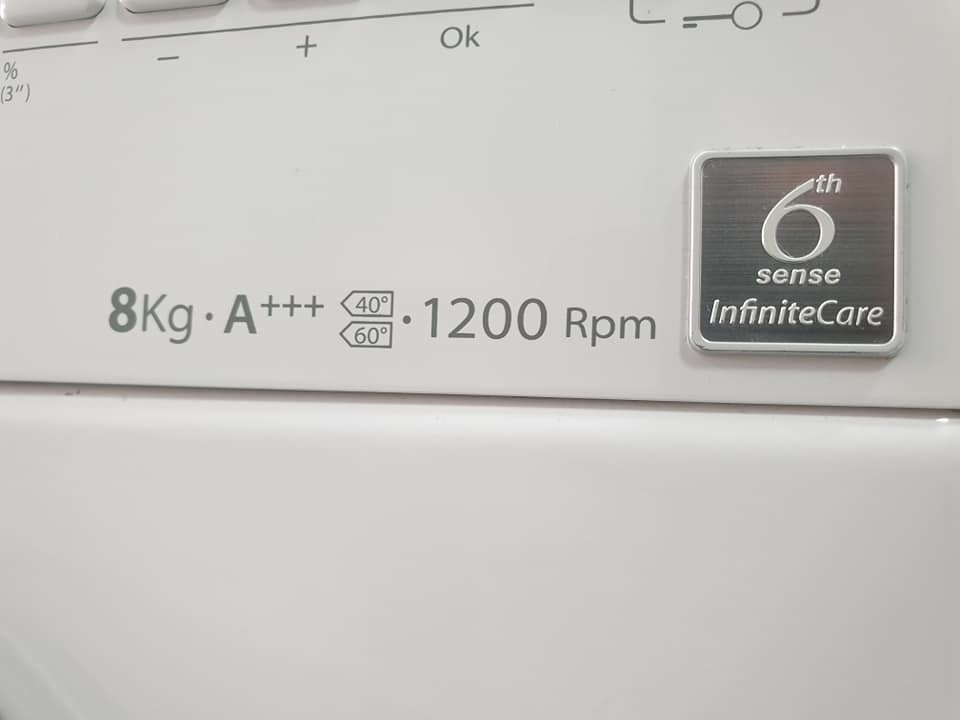 − + Ok
%
(3")
6th
sense
InfiniteCare
8Kg · A+++ 40° 60° · 1200 Rpm